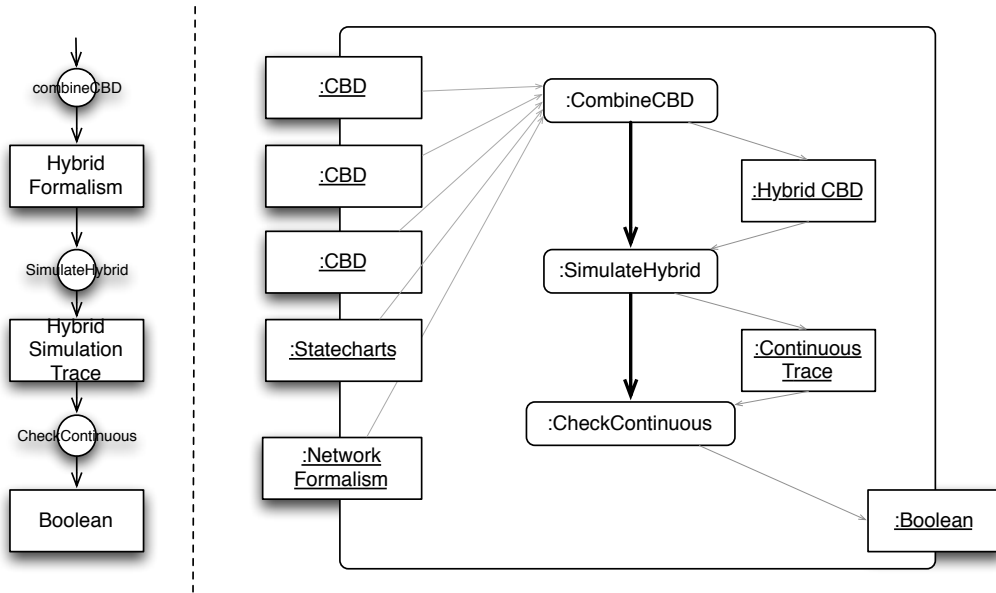 combineCBD
Hybrid
Formalism
SimulateHybrid
Hybrid
Simulation
Trace
CheckContinuous
Boolean
:CBD
:CBD
:CBD
:Statecharts
:Network
Formalism
:CombineCBD
:Hybrid CBD
:SimulateHybrid
:Continuous
Trace
:CheckContinuous
:Boolean